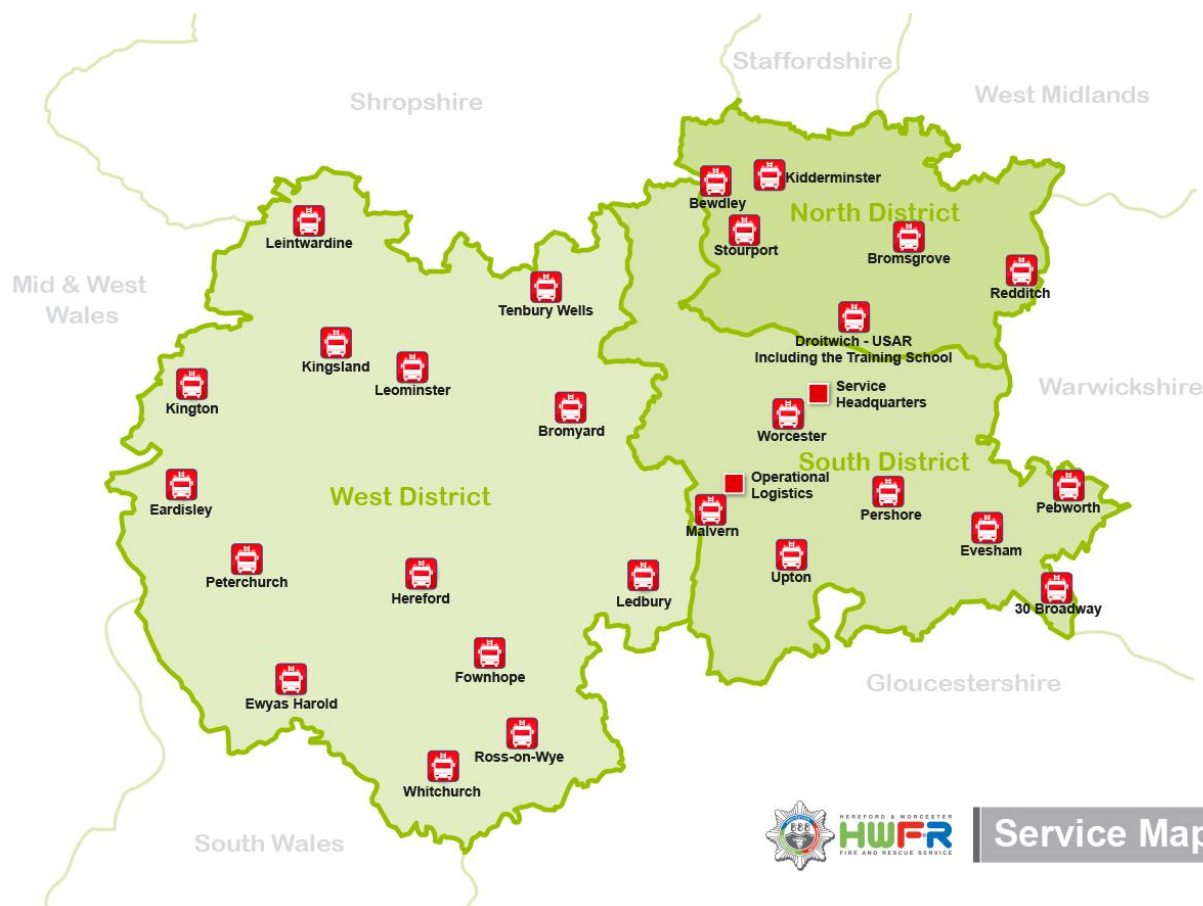 Staffordshire
West Midlands
Shropshire
Kidderminster
Bewdley
North District
Stourport
Bromsgrove
Leintwardine
Redditch
Mid & West
Wales
Tenbury Wells
Droitwich - USAR
Including the Training School
Kingsland
Leominster
Kington
Service
Headquarters
Warwickshire
Bromyard
Worcester
South District
Operational
Logistics
West District
Eardisley
Pershore
Pebworth
Malvern
Evesham
Peterchurch
Hereford
Ledbury
Upton
30 Broadway
Fownhope
Ewyas Harold
Gloucestershire
Ross-on-Wye
Whitchurch
South Wales
HEREFORD & WORCESTER
HWFR
FIRE AND RESCUE SERVICE
Service Map